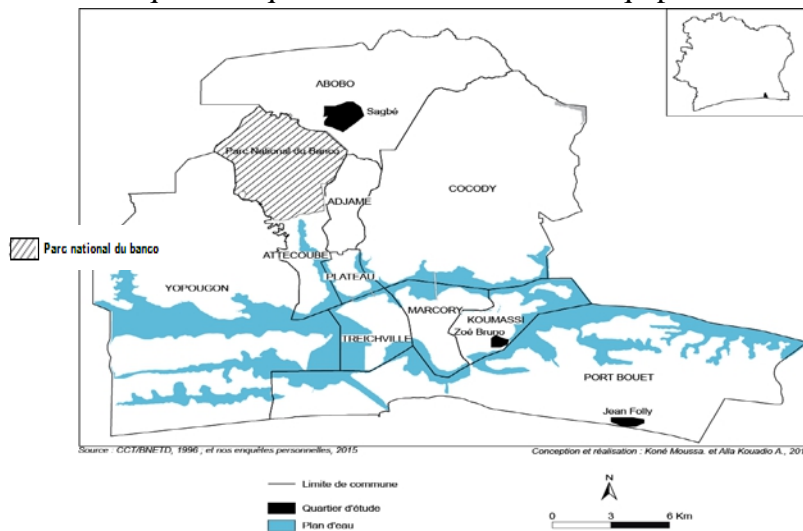 ABOBO
Sagbé
Parc National du Banco
COCODY
ADJAME
Parc national du banco
ATTECOUBE
PLATEAU
YOPOUGON
MARCORY
KOUMASSI
Zoé Bruno
TREICHVILLE
PORT BOUET
Jean Folly
Source : CCT/BNETD, 1996 , et nos enquêtes personnelles, 2015
Conception et réalisation : Koné Moussa. et Alla Kouadio A., 201
Limite de commune
Quartier d'étude
Plan d'eau
N
0 3 6 Km